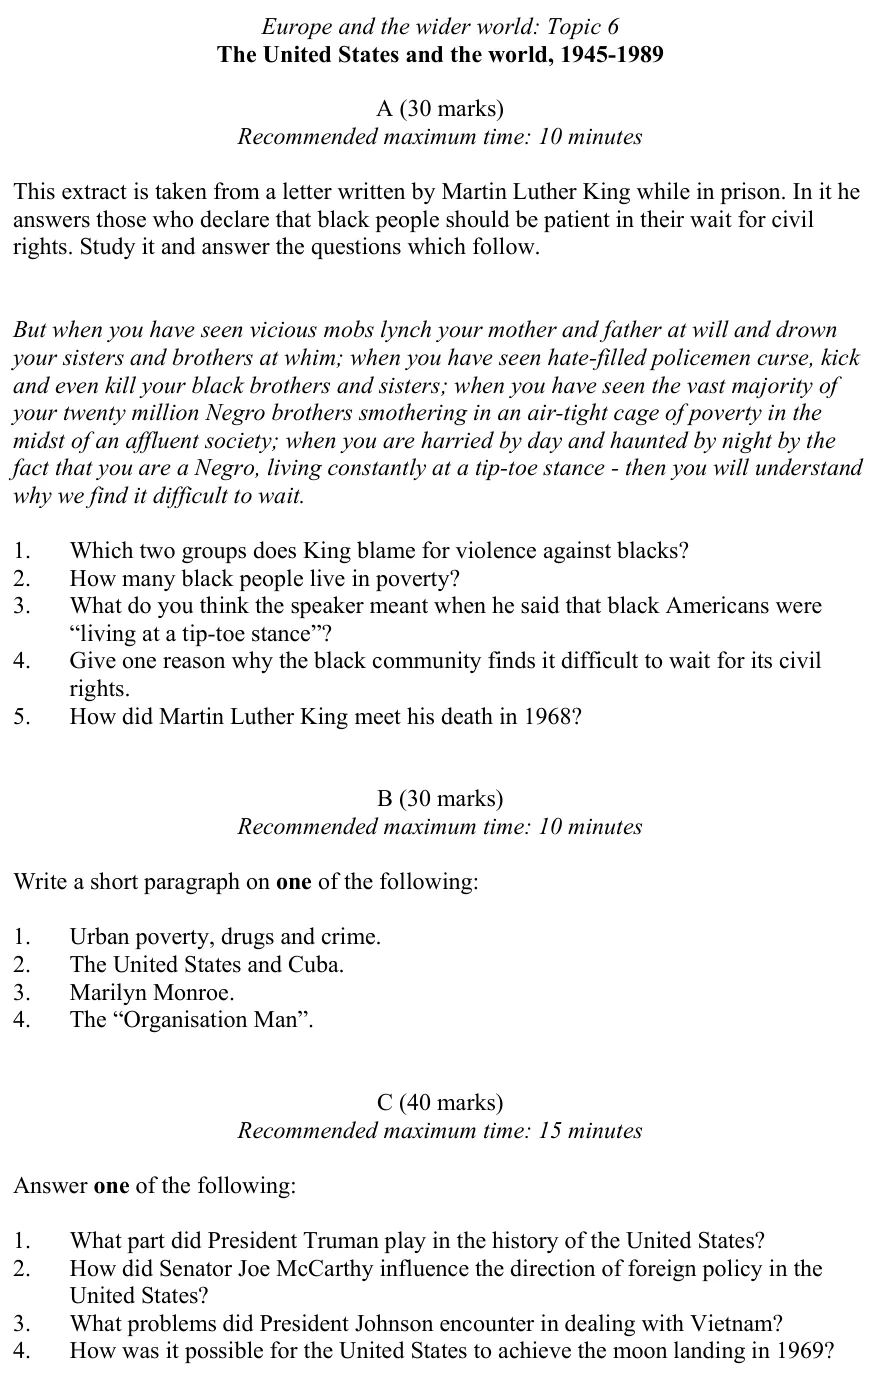 Europe and the wider world: Topic 6
The United States and the world, 1945-1989
A (30 marks)
Recommended maximum time: 10 minutes
This extract is taken from a letter written by Martin Luther King while in prison. In it he
answers those who declare that black people should be patient in their wait for civil
rights. Study it and answer the questions which follow.
But when you have seen vicious mobs lynch your mother and father at will and drown
your sisters and brothers at whim; when you have seen hate-filled policemen curse, kick
and even kill your black brothers and sisters; when you have seen the vast majority of
your twenty million Negro brothers smothering in an air-tight cage of poverty in the
midst of an affluent society; when you are harried by day and haunted by night by the
fact that you are a Negro, living constantly at a tip-toe stance - then you will understand
why we find it difficult to wait.
1. Which two groups does King blame for violence against blacks?
2. How many black people live in poverty?
3. What do you think the speaker meant when he said that black Americans were
“living at a tip-toe stance”?
4. Give one reason why the black community finds it difficult to wait for its civil
rights.
5. How did Martin Luther King meet his death in 1968?
B (30 marks)
Recommended maximum time: 10 minutes
Write a short paragraph on one of the following:
1. Urban poverty, drugs and crime.
2. The United States and Cuba.
3. Marilyn Monroe.
4. The “Organisation Man”.
C (40 marks)
Recommended maximum time: 15 minutes
Answer one of the following:
1. What part did President Truman play in the history of the United States?
2. How did Senator Joe McCarthy influence the direction of foreign policy in the
United States?
3. What problems did President Johnson encounter in dealing with Vietnam?
4. How was it possible for the United States to achieve the moon landing in 1969?